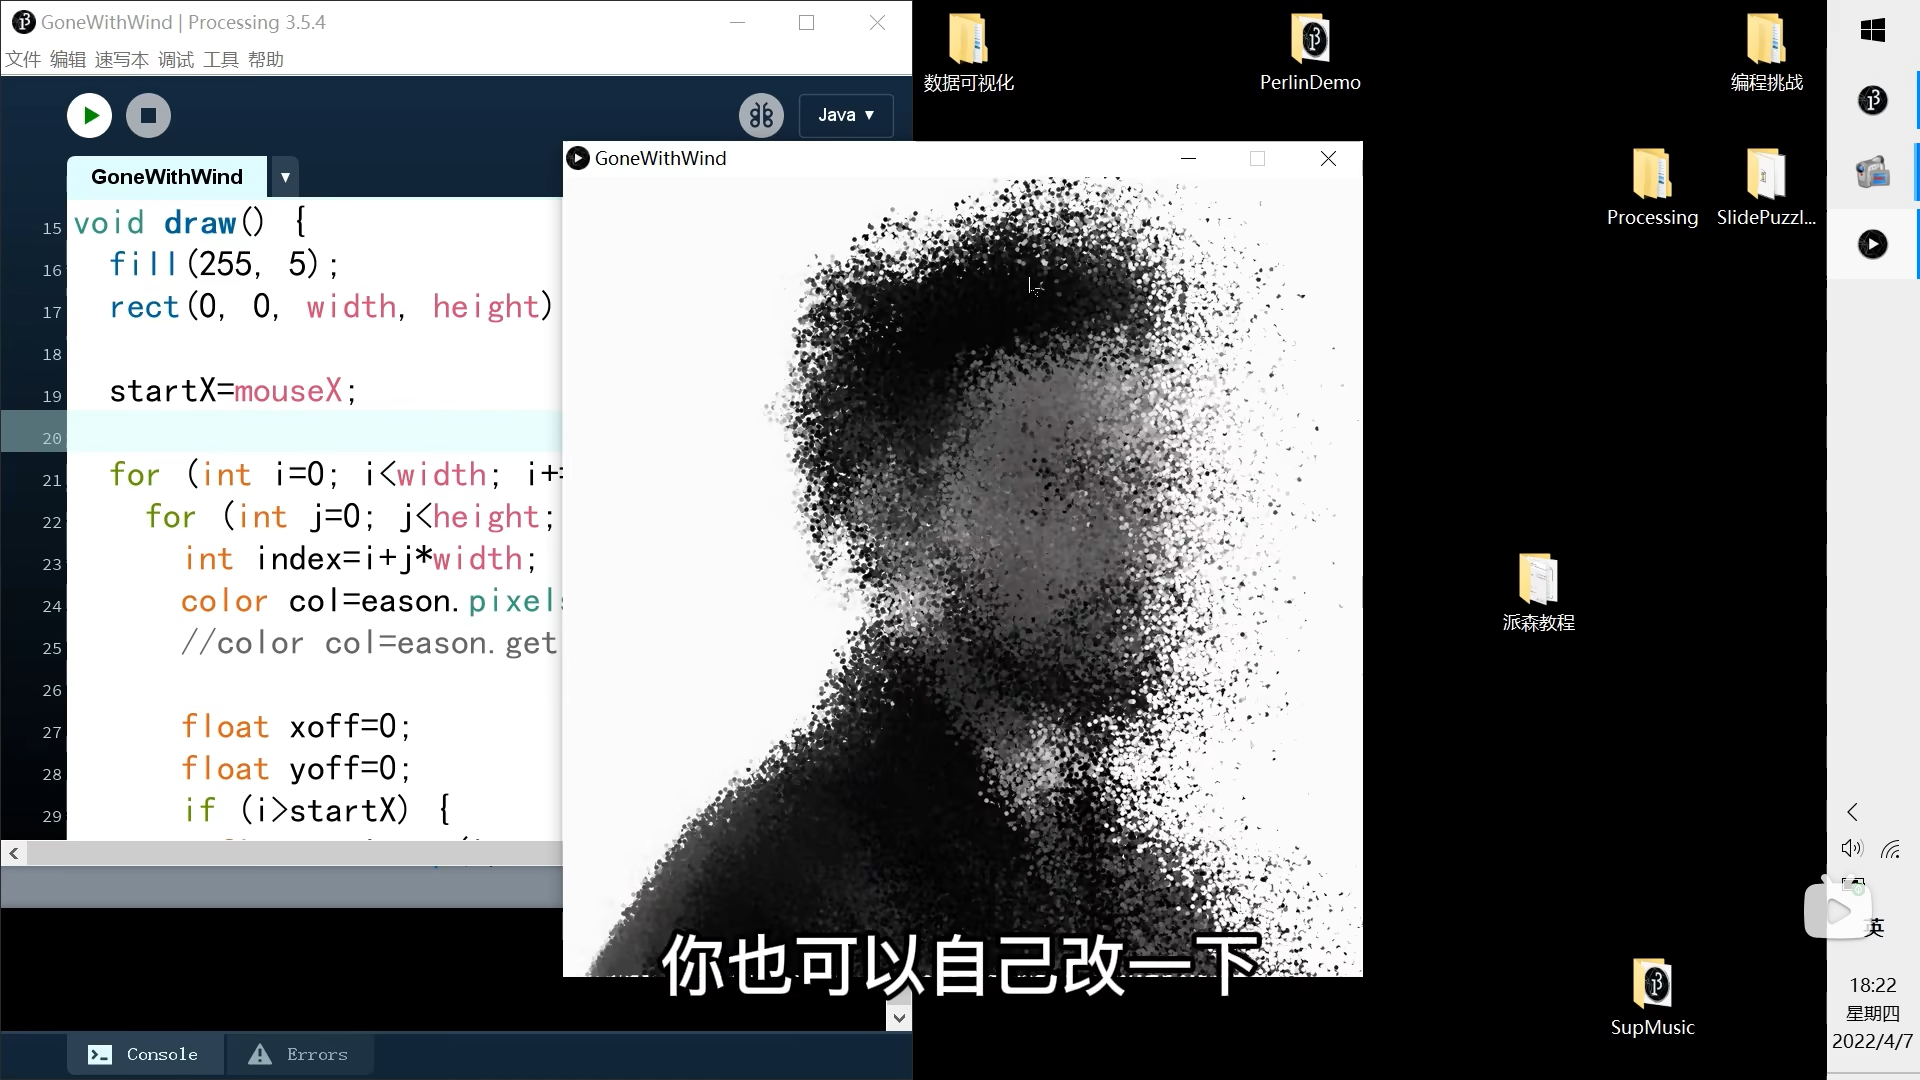 GoneWithWind | Processing 3.5.4
文件 编辑 速写本 调试 工具 帮助
Java ▼
GoneWithWind ▼
15 void draw() {
16 fill(255, 5);
17 rect(0, 0, width, height)
18
19 startX=mouseX;
20
21 for (int i=0; i<width; i+=
22 for (int j=0; j<height;
23 int index=i+j*width;
24 color col=eason.pixels
25 //color col=eason.get
26
27 float xoff=0;
28 float yoff=0;
29 if (i>startX) {
Console
Errors
GoneWithWind
你也可以自己改一下
数据可视化
PerlinDemo
编程挑战
Processing
SlidePuzzl...
派森教程
SupMusic
英
18:22
星期四
2022/4/7